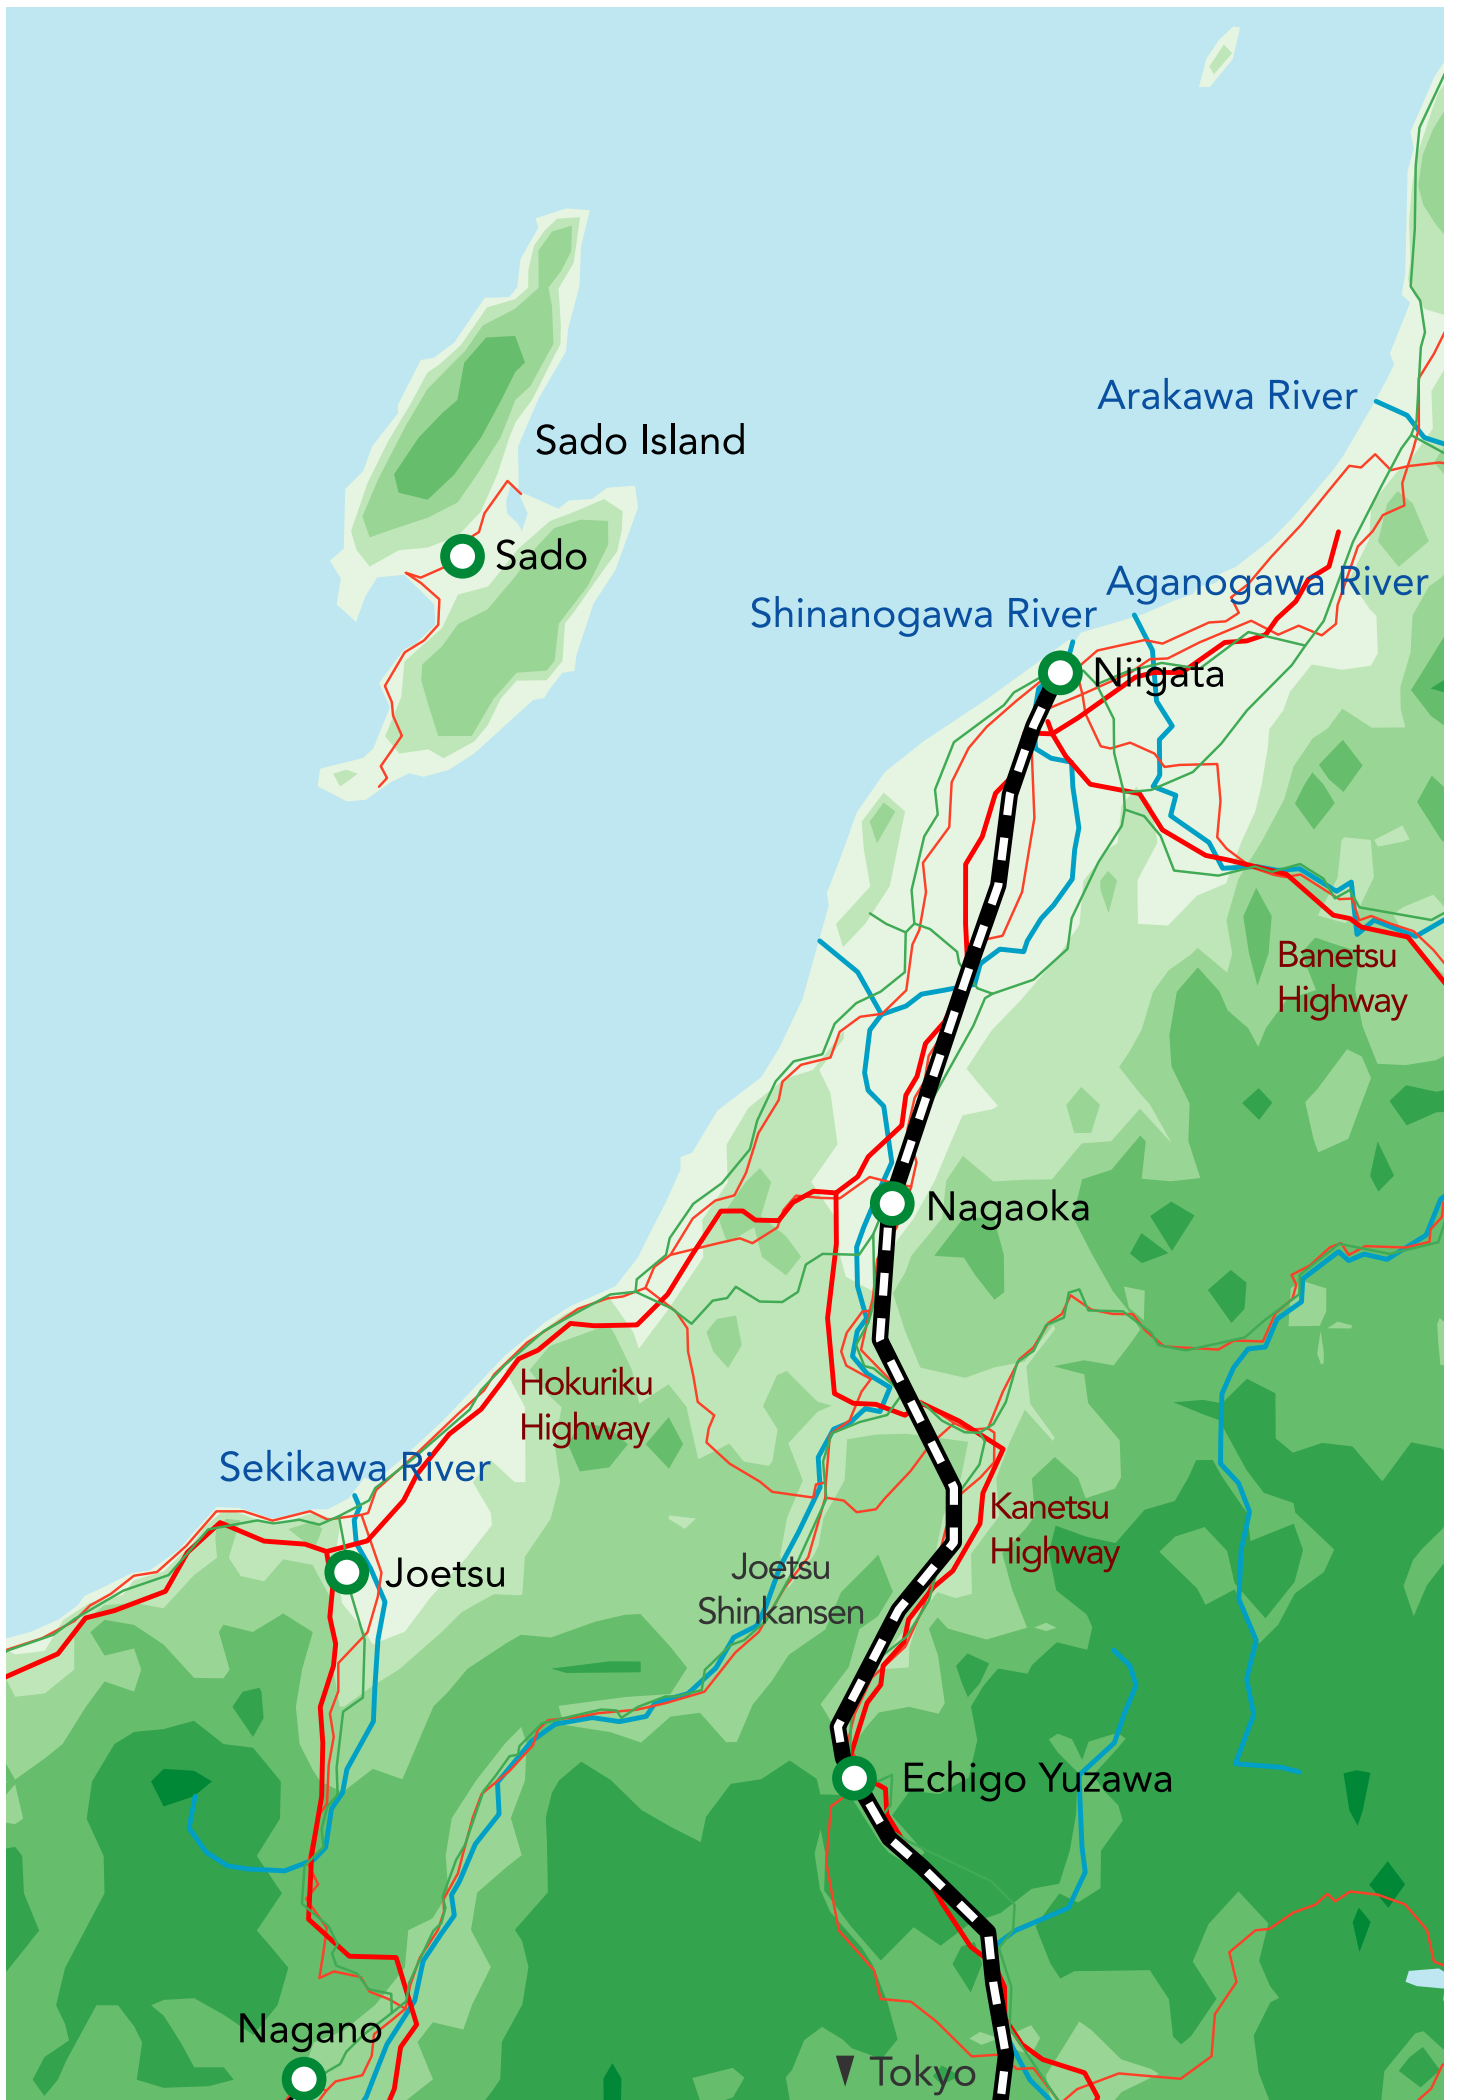 Arakawa River
Sado Island
Sado
Aganogawa River
Shinanogawa River
Niigata
Banetsu
Highway
Nagaoka
Hokuriku
Highway
Sekikawa River
Kanetsu
Highway
Joetsu
Joetsu
Shinkansen
Echigo Yuzawa
Nagano
Tokyo